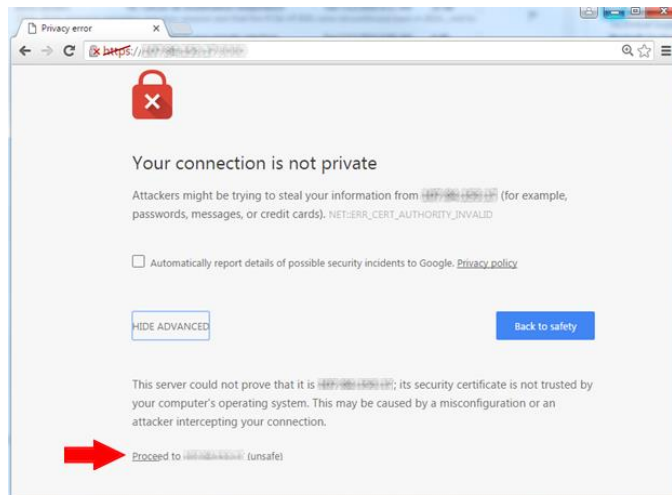 Privacy error
https://
Your connection is not private
Attackers might be trying to steal your information from (for example,
passwords, messages, or credit cards). NET::ERR_CERT_AUTHORITY_INVALID
Automatically report details of possible security incidents to Google. Privacy policy
HIDE ADVANCED
Back to safety
This server could not prove that it is ; its security certificate is not trusted by
your computer's operating system. This may be caused by a misconfiguration or an
attacker intercepting your connection.
Proceed to (unsafe)